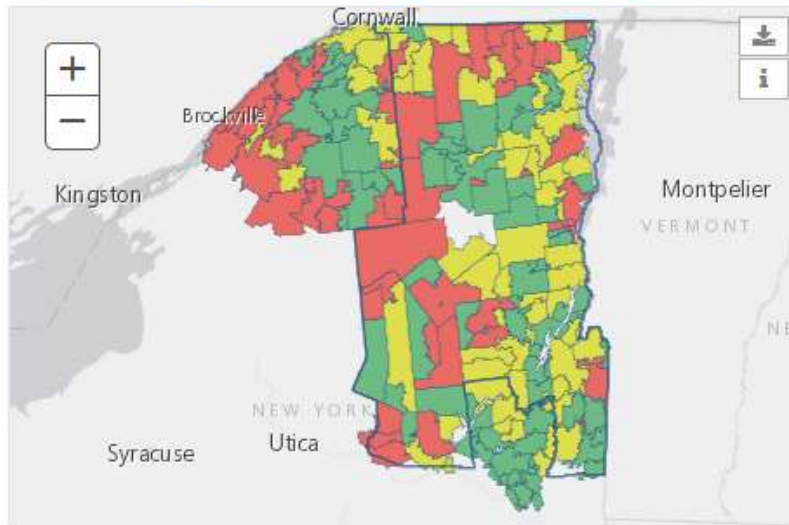 Cornwall
+
−
i
Brockville
Kingston
Montpelier
VERMONT
NE
NEW YORK
Utica
Syracuse